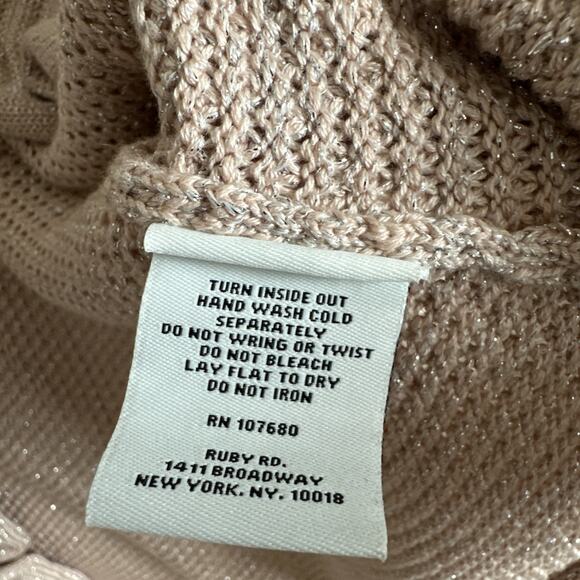 TURN INSIDE OUT
HAND WASH COLD
SEPARATELY
DO NOT WRING OR TWIST
DO NOT BLEACH
LAY FLAT TO DRY
DO NOT IRON
RN 107680
RUBY RD.
1411 BROADWAY
NEW YORK. NY. 10018